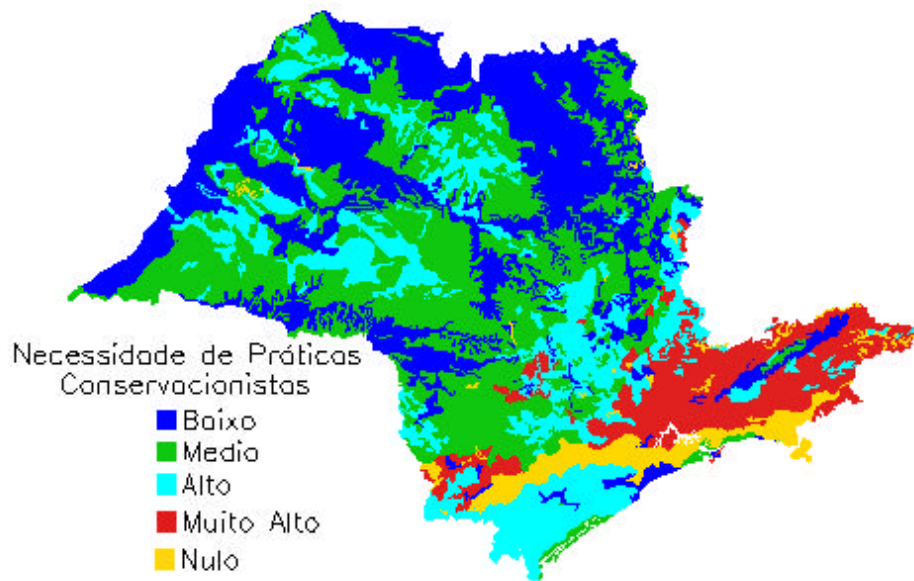 Necessidade de Práticas
Conservacionistas
Baixo
Medio
Alto
Muito Alto
Nulo